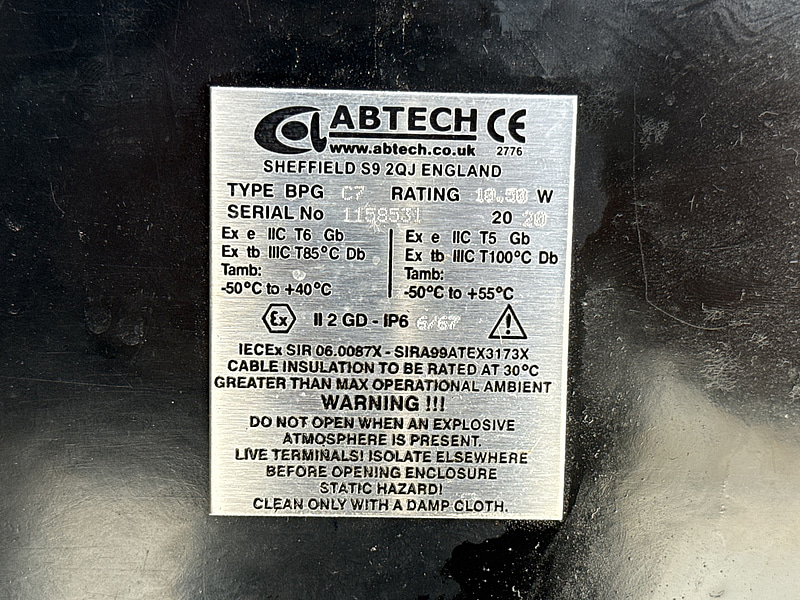 ABTECH CE
www.abtech.co.uk 2776
SHEFFIELD S9 2QJ ENGLAND
TYPE BPG C7 RATING 10.50 W
SERIAL No 1158531 20 20
Ex e IIC T6 Gb Ex e IIC T5 Gb
Ex tb IIIC T85°C Db Ex tb IIIC T100°C Db
Tamb: Tamb:
-50°C to +40°C -50°C to +55°C
Ex II 2 GD - IP6 6/67
IECEx SIR 06.0087X - SIRA99ATEX3173X
CABLE INSULATION TO BE RATED AT 30°C
GREATER THAN MAX OPERATIONAL AMBIENT
WARNING !!!
DO NOT OPEN WHEN AN EXPLOSIVE
ATMOSPHERE IS PRESENT.
LIVE TERMINALS! ISOLATE ELSEWHERE
BEFORE OPENING ENCLOSURE
STATIC HAZARD!
CLEAN ONLY WITH A DAMP CLOTH.